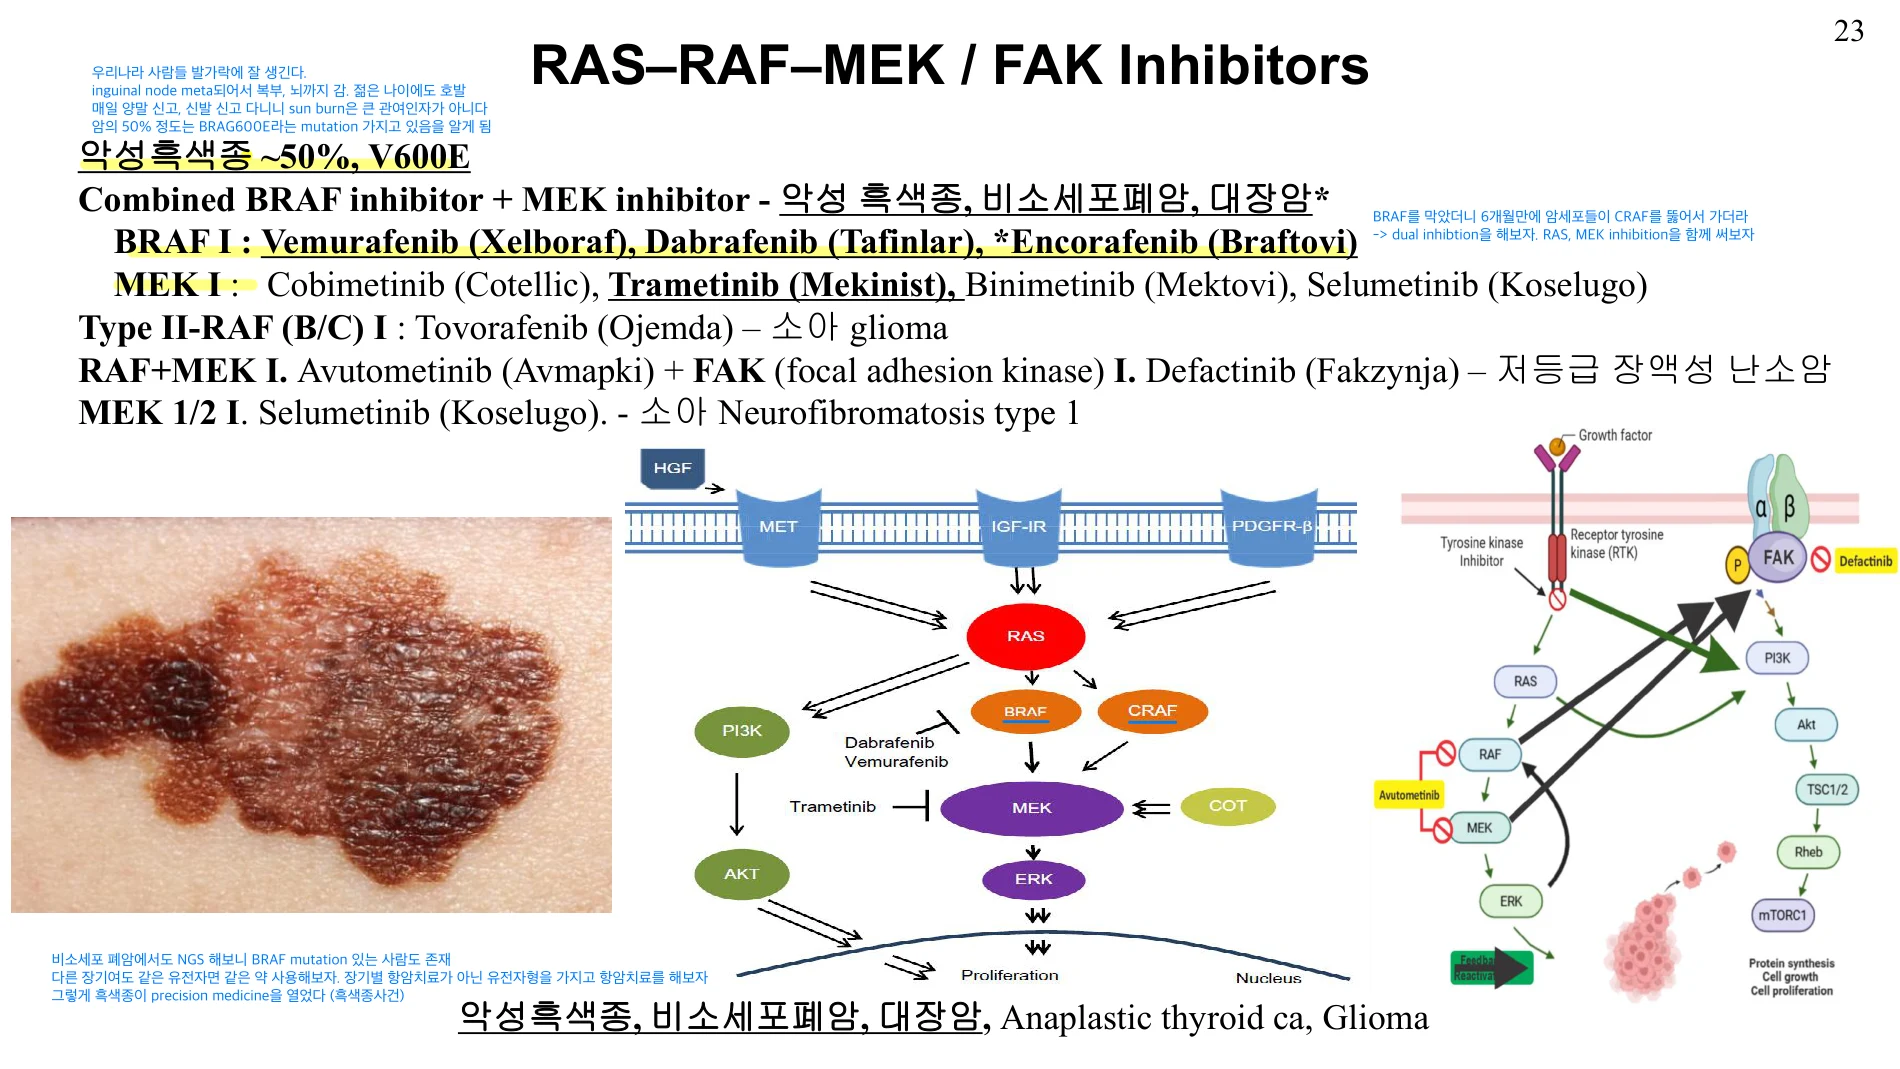 23
RAS–RAF–MEK / FAK Inhibitors
우리나라 사람들 발가락에 잘 생긴다.
inguinal node meta되어서 복부, 뇌까지 감. 젊은 나이에도 호발
매일 양말 신고, 신발 신고 다니니 sun burn은 큰 관여인자가 아니다
암의 50% 정도는 BRAG600E라는 mutation 가지고 있음을 알게 됨
악성흑색종 ~50%, V600E
Combined BRAF inhibitor + MEK inhibitor - 악성 흑색종, 비소세포폐암, 대장암*
BRAF를 막았더니 6개월만에 암세포들이 CRAF를 뚫어서 가더라
-> dual inhibtion을 해보자. RAS, MEK inhibition을 함께 써보자
BRAF I : Vemurafenib (Xelboraf), Dabrafenib (Tafinlar), *Encorafenib (Braftovi)
MEK I : Cobimetinib (Cotellic), Trametinib (Mekinist), Binimetinib (Mektovi), Selumetinib (Koselugo)
Type II-RAF (B/C) I : Tovorafenib (Ojemda) – 소아 glioma
RAF+MEK I. Avutometinib (Avmapki) + FAK (focal adhesion kinase) I. Defactinib (Fakzynja) – 저등급 장액성 난소암
MEK 1/2 I. Selumetinib (Koselugo). - 소아 Neurofibromatosis type 1
HGF
MET
IGF-IR
PDGFR-β
RAS
BRAF
CRAF
PI3K
Dabrafenib
Vemurafenib
Trametinib
MEK
COT
AKT
ERK
Proliferation
Nucleus
Growth factor
Tyrosine kinase
Inhibitor
Receptor tyrosine
kinase (RTK)
α
β
P
FAK
Defactinib
PI3K
RAS
Akt
RAF
Avutometinib
TSC1/2
MEK
Rheb
ERK
mTORC1
Protein synthesis
Cell growth
Cell proliferation
비소세포 폐암에서도 NGS 해보니 BRAF mutation 있는 사람도 존재
다른 장기여도 같은 유전자면 같은 약 사용해보자. 장기별 항암치료가 아닌 유전자형을 가지고 항암치료를 해보자
그렇게 흑색종이 precision medicine을 열었다 (흑색종사건)
악성흑색종, 비소세포폐암, 대장암, Anaplastic thyroid ca, Glioma